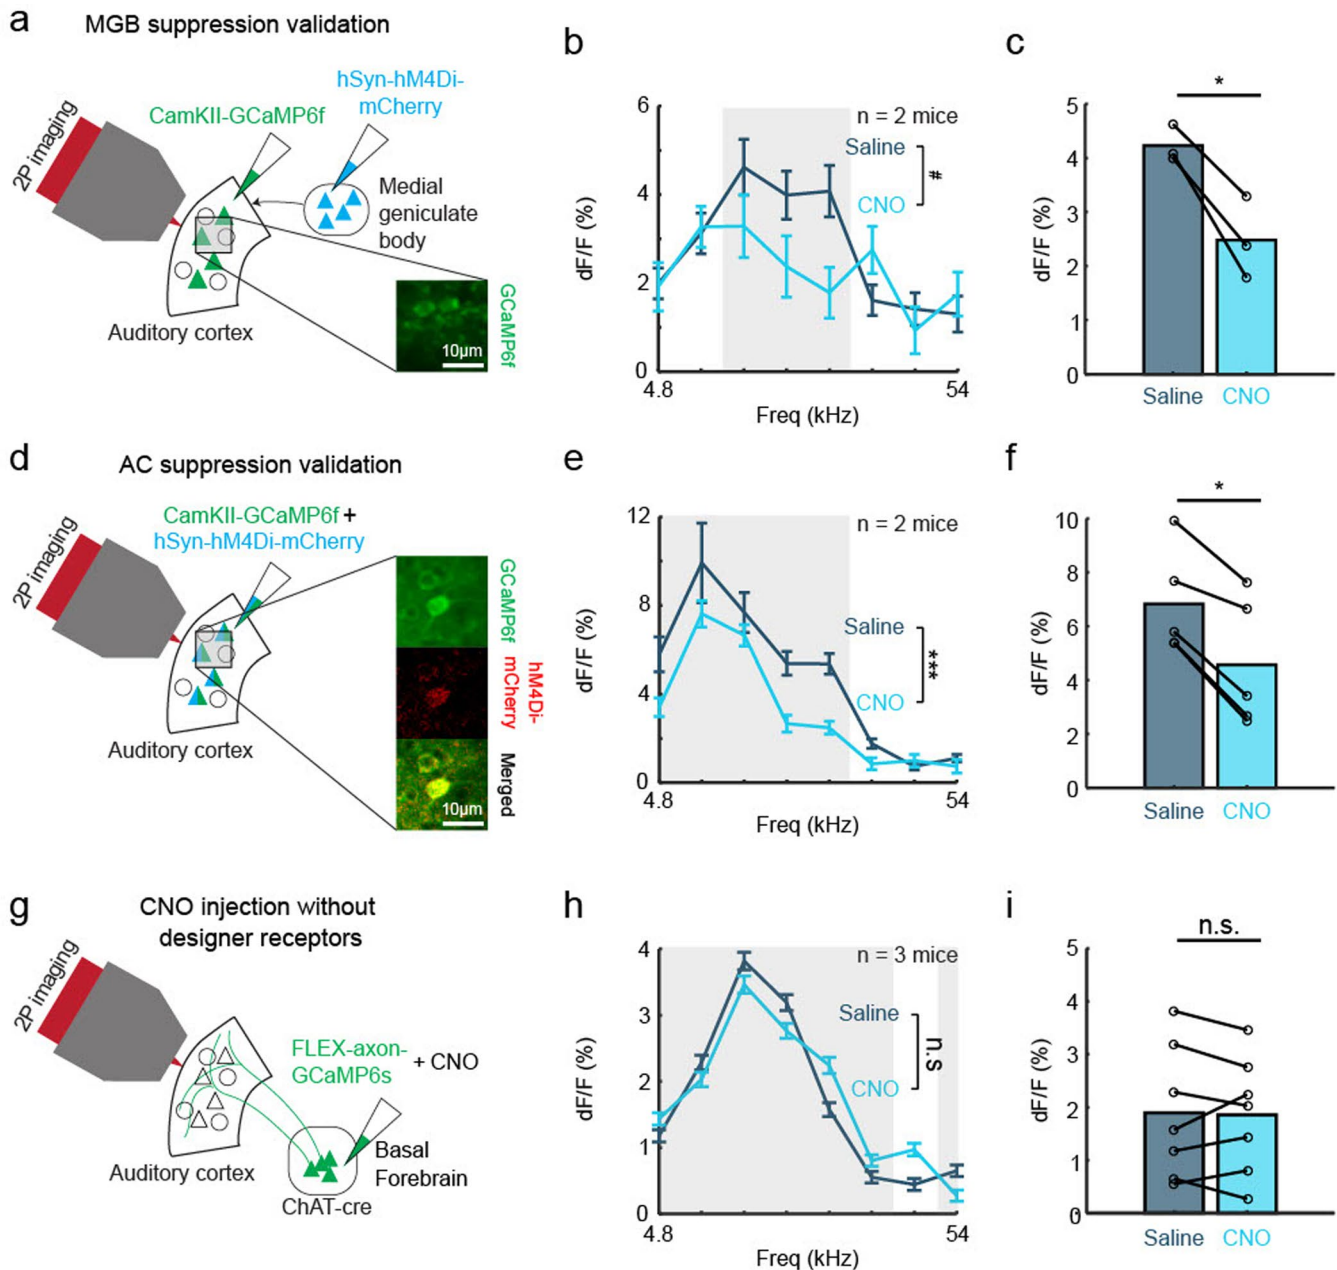 a
MGB suppression validation
2P imaging
CamKII-GCaMP6f
hSyn-hM4Di-
mCherry
Medial
geniculate
body
Auditory cortex
10µm
GCaMP6f
b
6
4
2
0
dF/F (%)
n = 2 mice
Saline
#
CNO
4.8
54
Freq (kHz)
c
*
5
4
3
2
1
0
dF/F (%)
Saline
CNO
d
AC suppression validation
2P imaging
CamKII-GCaMP6f +
hSyn-hM4Di-mCherry
Auditory cortex
GCaMP6f
hM4Di-
mCherry
Merged
10µm
e
12
8
4
0
dF/F (%)
n = 2 mice
Saline
***
CNO
4.8
54
Freq (kHz)
f
*
10
8
6
4
2
0
dF/F (%)
Saline
CNO
g
CNO injection without
designer receptors
2P imaging
FLEX-axon-
GCaMP6s
+ CNO
Auditory cortex
Basal
Forebrain
ChAT-cre
h
4
3
2
1
0
dF/F (%)
n = 3 mice
Saline
n.s
CNO
4.8
54
Freq (kHz)
i
n.s.
5
4
3
2
1
0
dF/F (%)
Saline
CNO